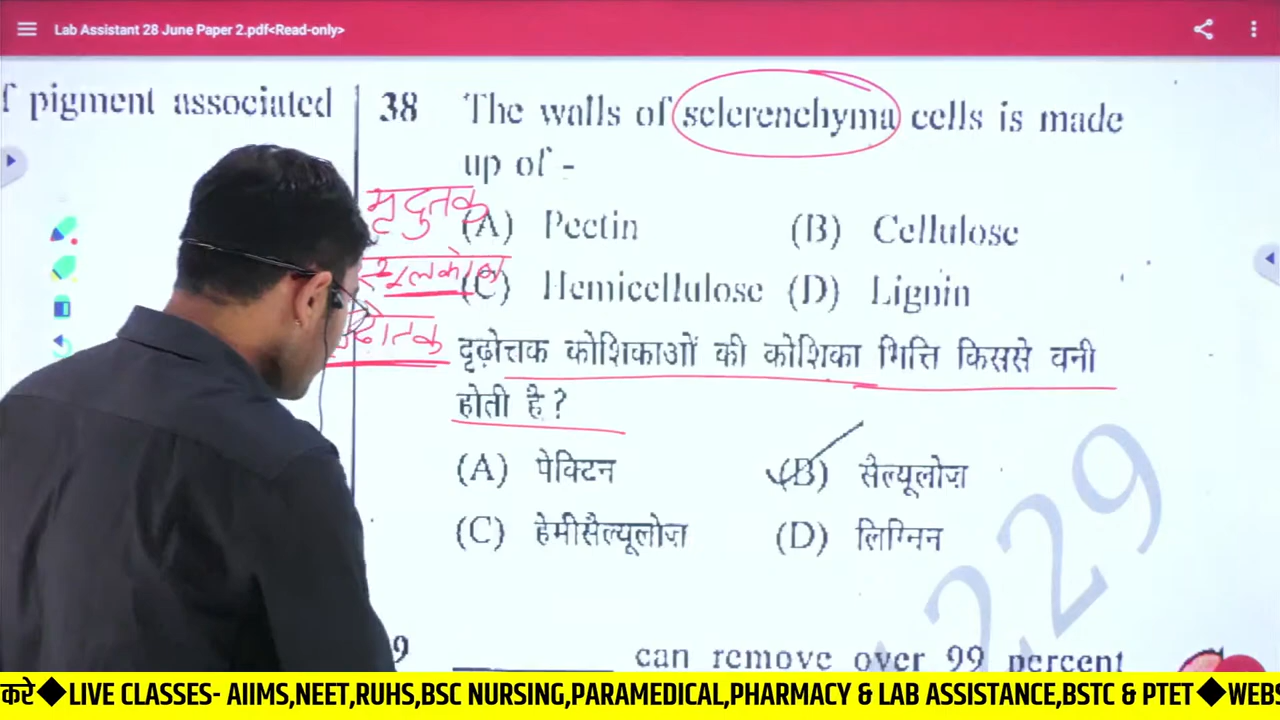 Lab Assistant 28 June Paper 2.pdf<Read-only>
f pigment associated
38 The walls of sclerenchyma cells is made
up of -
मृदुतक
(A) Pectin (B) Cellulose
(C) Hemicellulose (D) Lignin
दृढ़ोत्तक कोशिकाओं की कोशिका भित्ति किससे बनी
होती है?
(A) पेक्टिन (B) सैल्यूलोज़
(C) हेमीसैल्यूलोज़ (D) लिग्निन
229
9 ________ can remove over 99 percent
करे◆LIVE CLASSES- AIIMS,NEET,RUHS,BSC NURSING,PARAMEDICAL,PHARMACY & LAB ASSISTANCE,BSTC & PTET◆WEBS